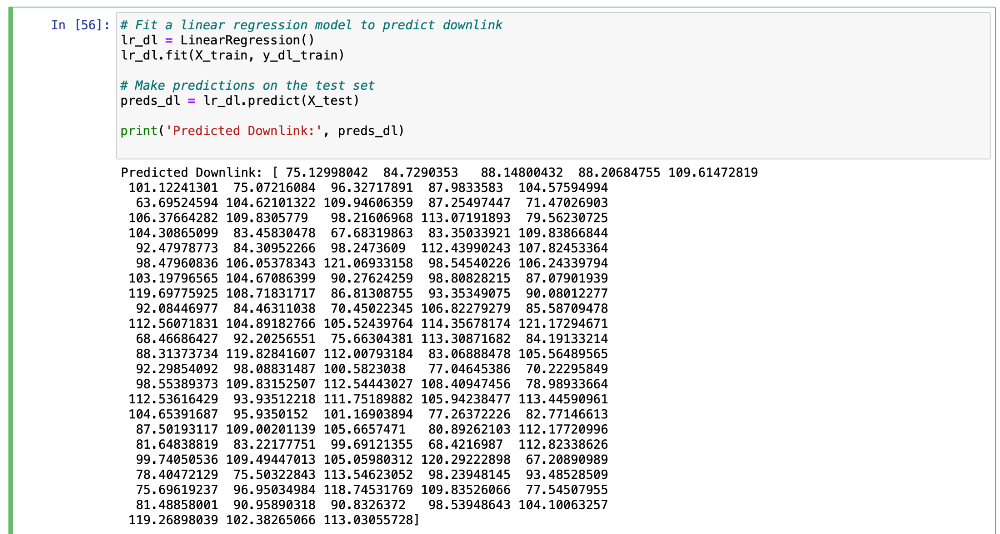 In [56]:
# Fit a linear regression model to predict downlink
lr_dl = LinearRegression()
lr_dl.fit(X_train, y_dl_train)
# Make predictions on the test set
preds_dl = lr_dl.predict(X_test)
print('Predicted Downlink:', preds_dl)
Predicted Downlink: [ 75.12998042  84.7290353   88.14800432  88.20684755 109.61472819
 101.12241301  75.07216084  96.32717891  87.9833583  104.57594994
  63.69524594 104.62101322 109.94606359  87.25497447  71.47026903
 106.37664282 109.8305779   98.21606968 113.07191893  79.56230725
 104.30865099  83.45830478  67.68319863  83.35033921 109.83866844
  92.47978773  84.30952266  98.2473609  112.43990243 107.82453364
  98.47960836 106.05378343 121.06933158  98.54540226 106.24339794
 103.19796565 104.67086399  90.27624259  98.80828215  87.07901939
 119.69775925 108.71831717  86.81308755  93.35349075  90.08012277
  92.08446977  84.46311038  70.45022345 106.82279279  85.58709478
 112.56071831 104.89182766 105.52439764 114.35678174 121.17294671
  68.46686427  92.20256551  75.66304381 113.30871682  84.19133214
  88.31373734 119.82841607 112.00793184  83.06888478 105.56489565
  92.29854092  98.08831487 100.5823038   77.04645386  70.22295849
  98.55389373 109.83152507 112.54443027 108.40947456  78.98933664
 112.53616429  93.93512218 111.75189882 105.94238477 113.44590961
 104.65391687  95.9350152  101.16903894  77.26372226  82.77146613
  87.50193117 109.00201139 105.6657471   80.89262103 112.17720996
  81.64838819  83.22177751  99.69121355  68.4216987  112.82338626
  99.74050536 109.49447013 105.05980312 120.29222898  67.20890989
  78.40472129  75.50322843 113.54623052  98.23948145  93.48528509
  75.69619237  96.95034984 118.74531769 109.83526066  77.54507955
  81.48858001  90.95890318  90.8326372   98.53948643 104.10063257
 119.26898039 102.38265066 113.03055728]